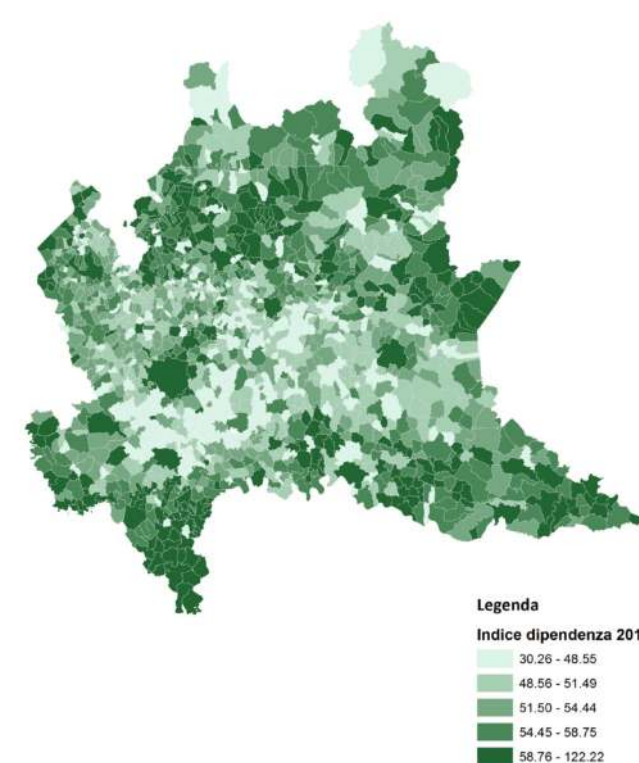 Legenda
Indice dipendenza 201
30.26 - 48.55
48.56 - 51.49
51.50 - 54.44
54.45 - 58.75
58.76 - 122.22